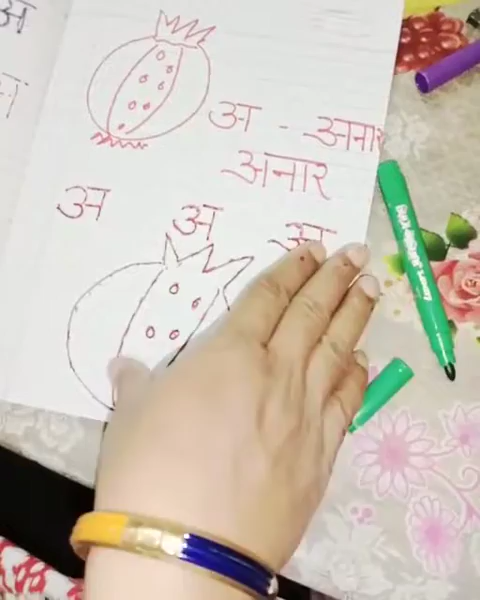 अ
अ - अनार
अनार
अ अ अ